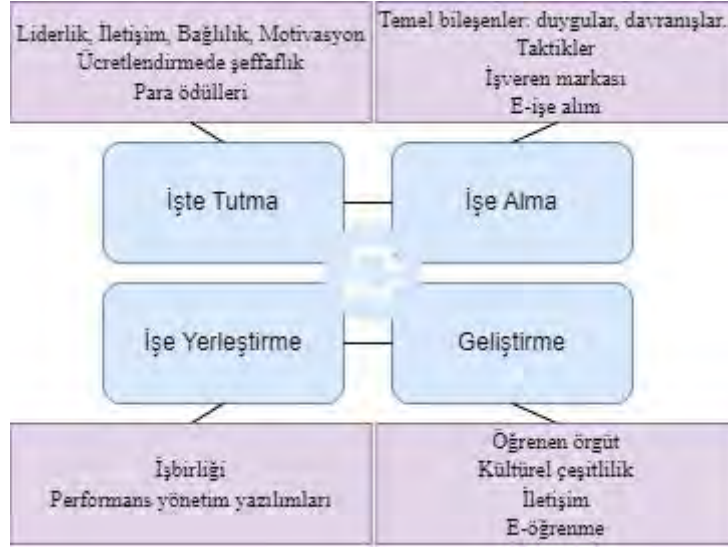 Liderlik, İletişim, Bağlılık, Motivasyon
Ücretlendirmede şeffaflık
Para ödülleri
Temel bileşenler: duygular, davranışlar.
Taktikler
İşveren markası
E-işe alım
İşte Tutma
İşe Alma
İşe Yerleştirme
Geliştirme
İşbirliği
Performans yönetim yazılımları
Öğrenen örgüt
Kültürel çeşitlilik
İletişim
E-öğrenme